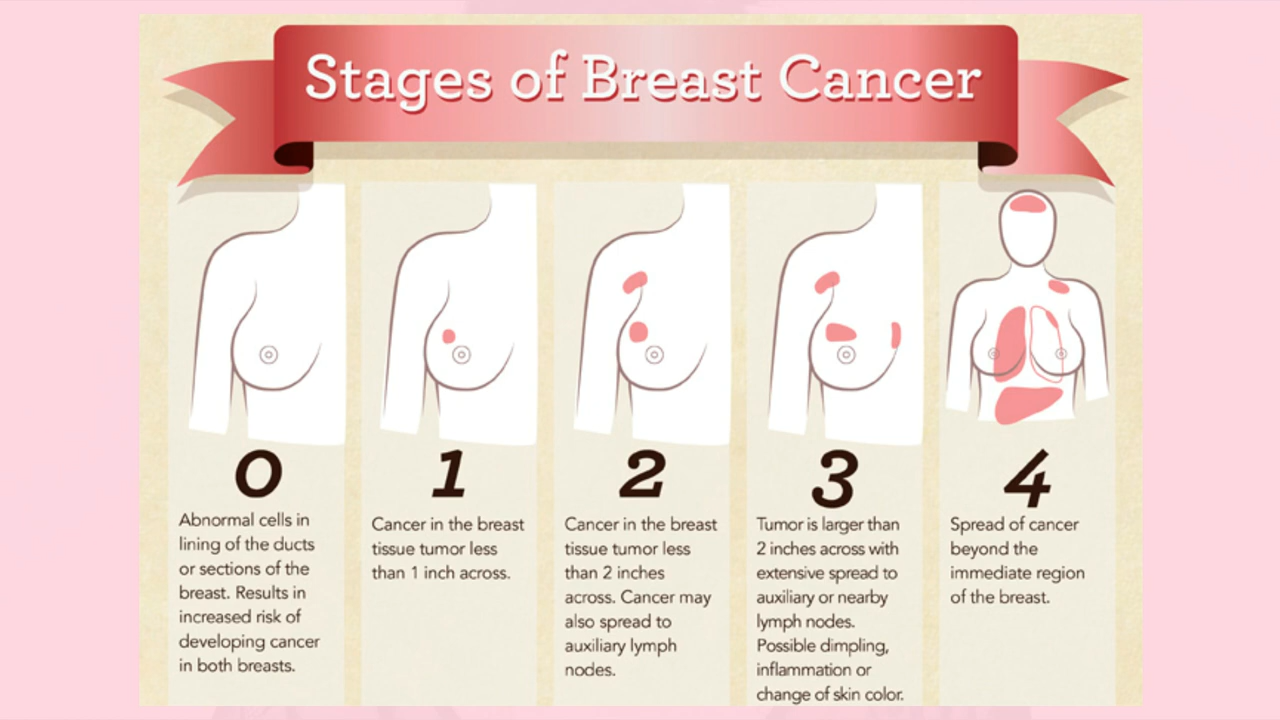 Stages of Breast Cancer
0
Abnormal cells in
lining of the ducts
or sections of the
breast. Results in
increased risk of
developing cancer
in both breasts.
1
Cancer in the breast
tissue tumor less
than 1 inch across.
2
Cancer in the breast
tissue tumor less
than 2 inches
across. Cancer may
also spread to
auxiliary lymph
nodes.
3
Tumor is larger than
2 inches across with
extensive spread to
auxiliary or nearby
lymph nodes.
Possible dimpling,
inflammation or
change of skin color.
4
Spread of cancer
beyond the
immediate region
of the breast.